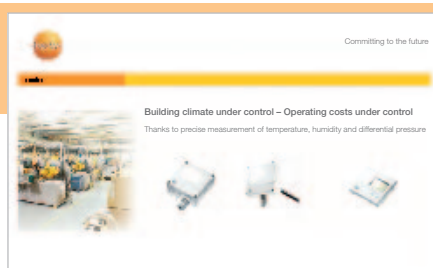 Committing to the future
Building climate under control – Operating costs under control
Thanks to precise measurement of temperature, humidity and differential pressure